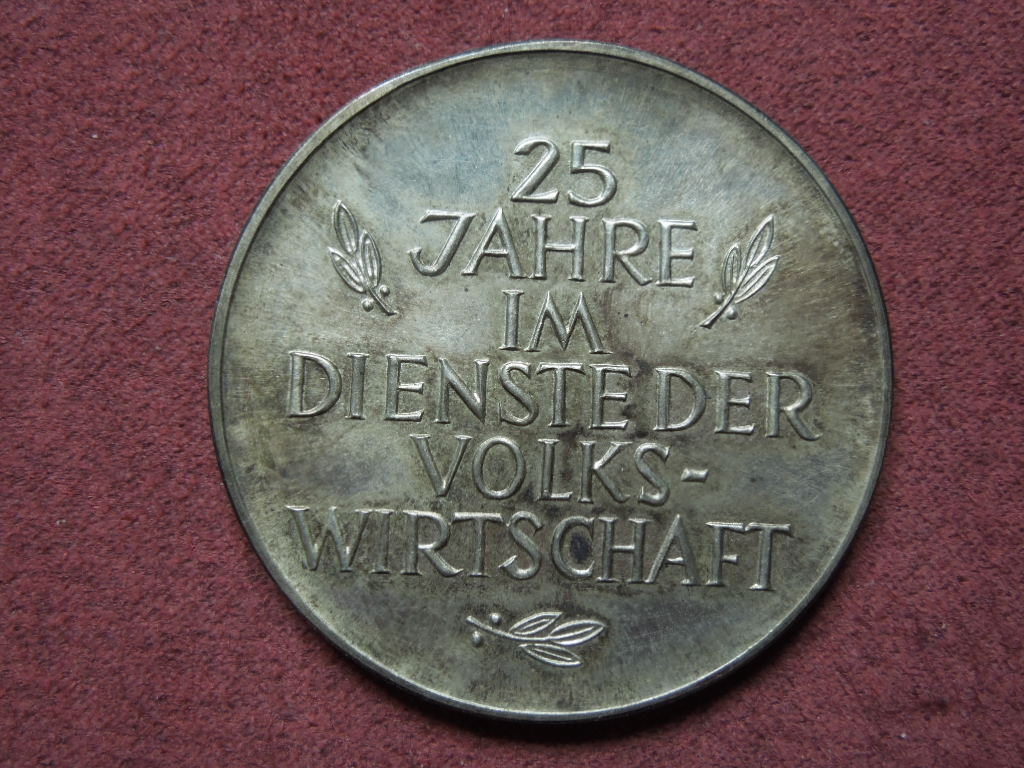 25
JAHRE
IM
DIENSTE DER
VOLKS-
WIRTSCHAFT